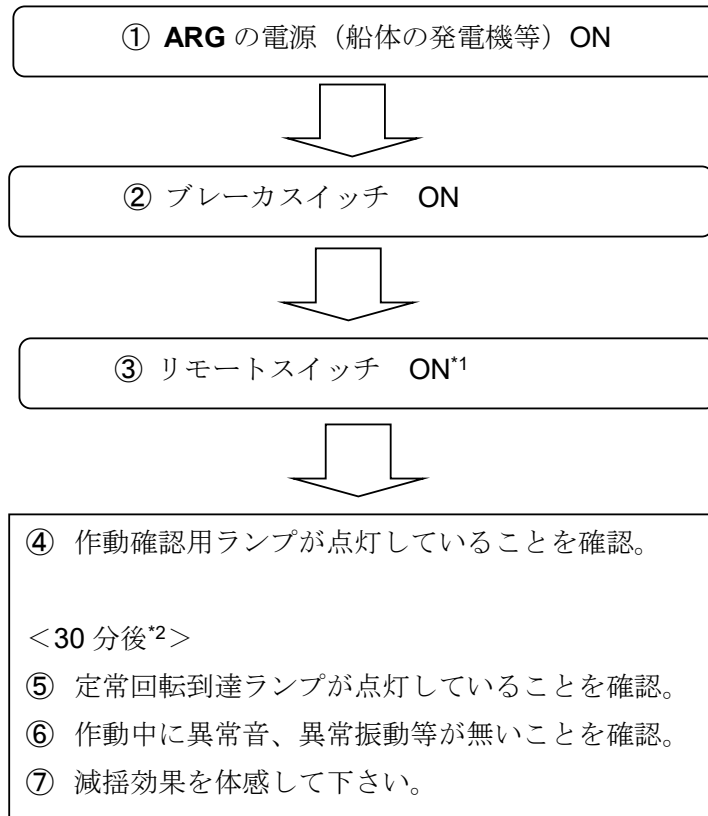 ① ARG の電源（船体の発電機等）ON
② ブレーカスイッチ　ON
③ リモートスイッチ　ON*1
④ 作動確認用ランプが点灯していることを確認。
＜30 分後*2＞
⑤ 定常回転到達ランプが点灯していることを確認。
⑥ 作動中に異常音、異常振動等が無いことを確認。
⑦ 減揺効果を体感して下さい。